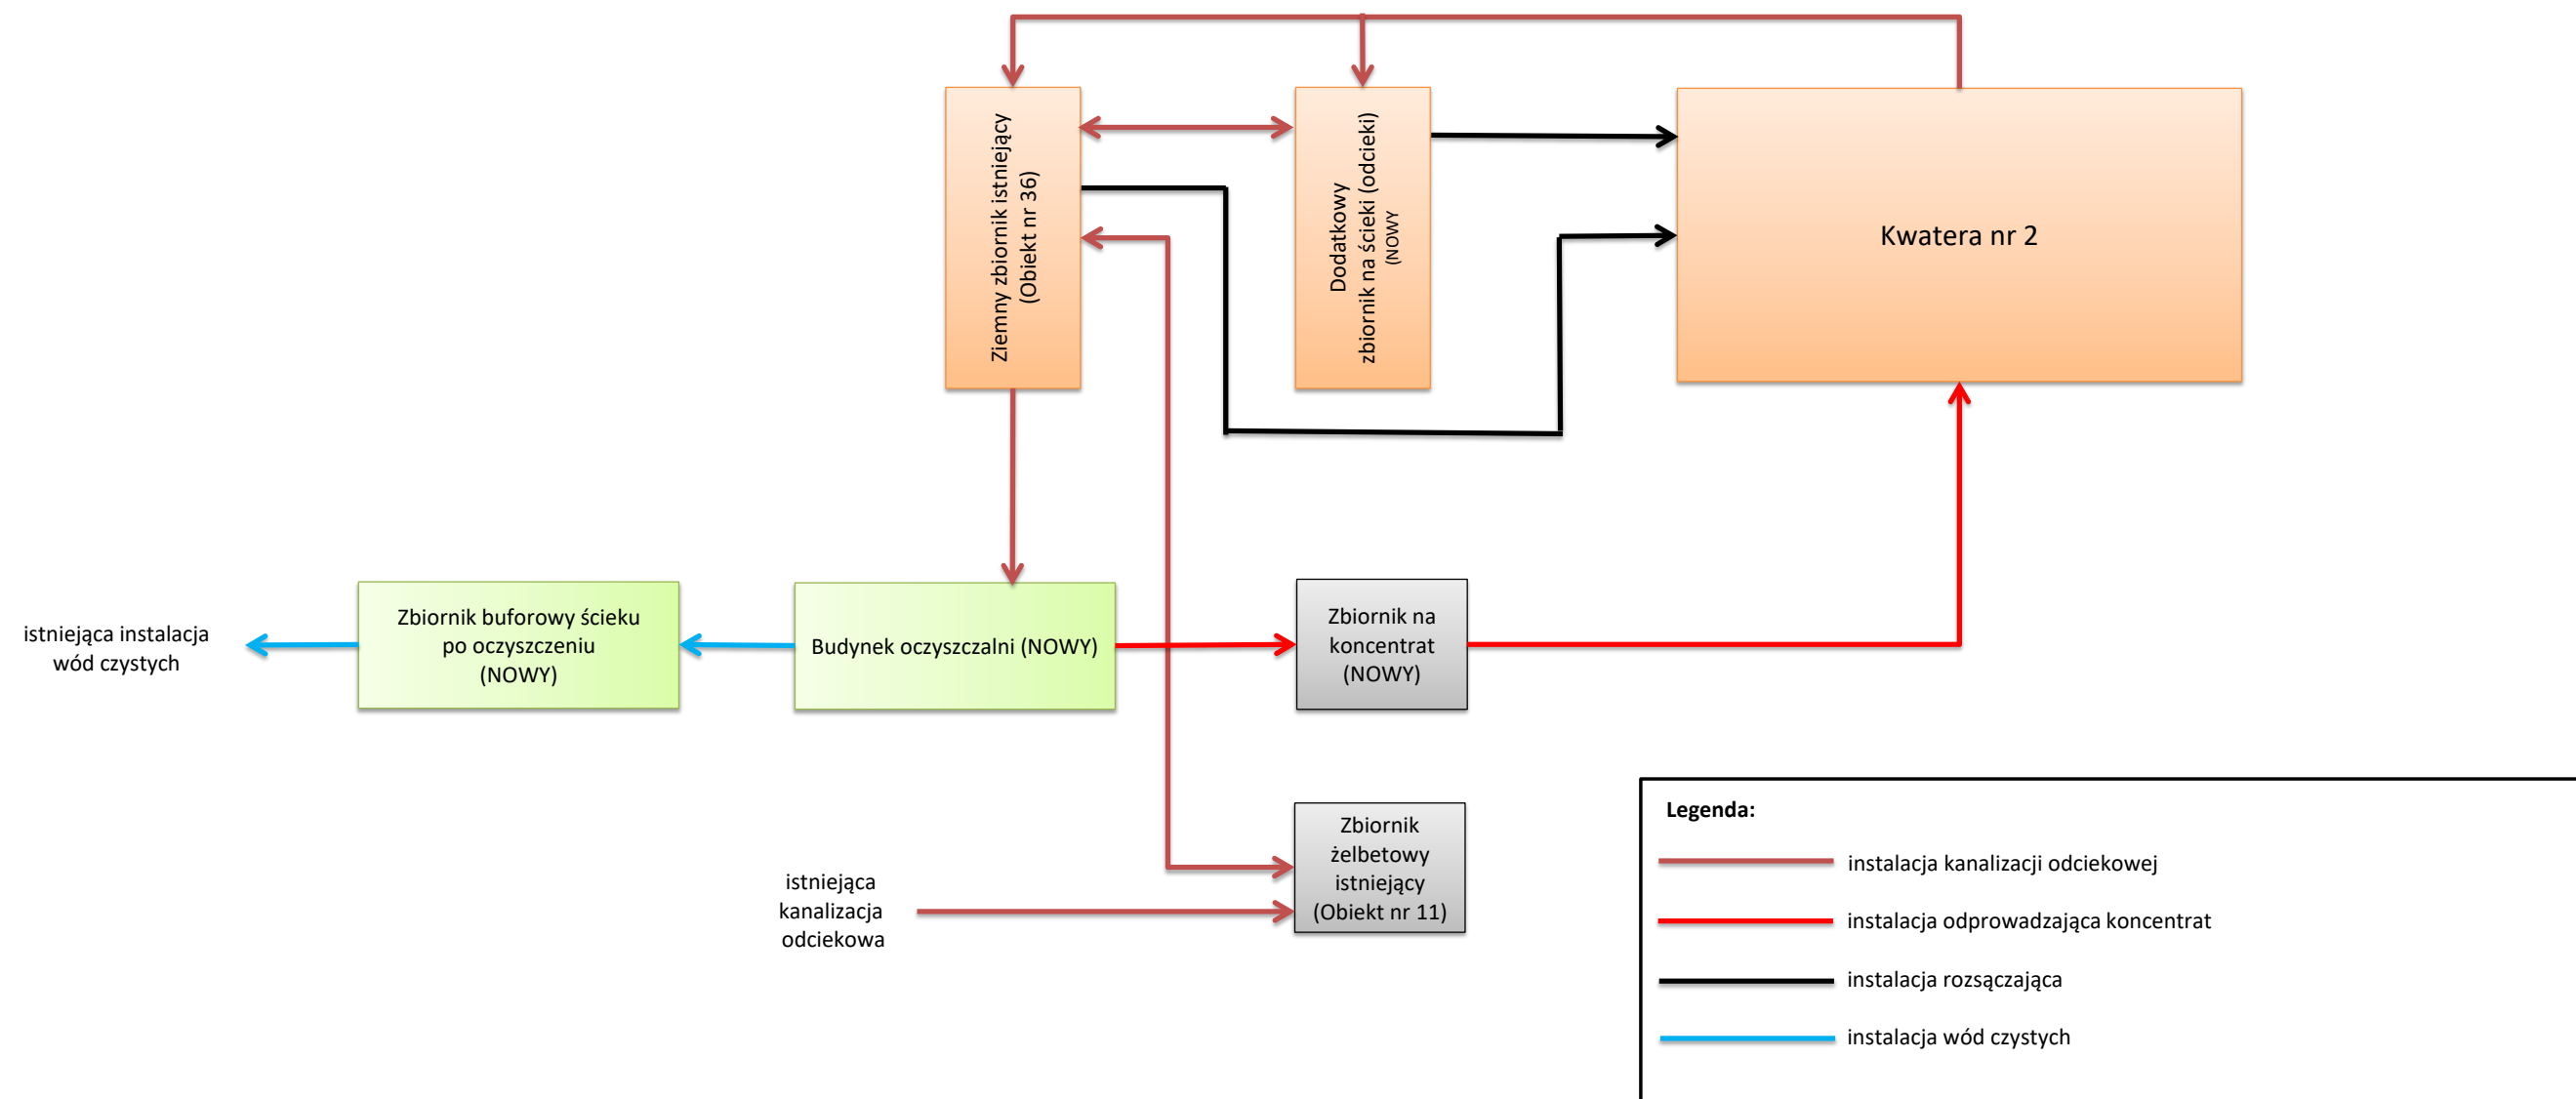 Ziemny zbiornik istniejący
(Obiekt nr 36)
Dodatkowy
zbiornik na ścieki (odcieki)
(NOWY
Kwatera nr 2
istniejąca instalacja
wód czystych
Zbiornik buforowy ścieku
po oczyszczeniu
(NOWY)
Budynek oczyszczalni (NOWY)
Zbiornik na
koncentrat
(NOWY)
istniejąca
kanalizacja
odciekowa
Zbiornik
żelbetowy
istniejący
(Obiekt nr 11)
Legenda:
instalacja kanalizacji odciekowej
instalacja odprowadzająca koncentrat
instalacja rozsączająca
instalacja wód czystych